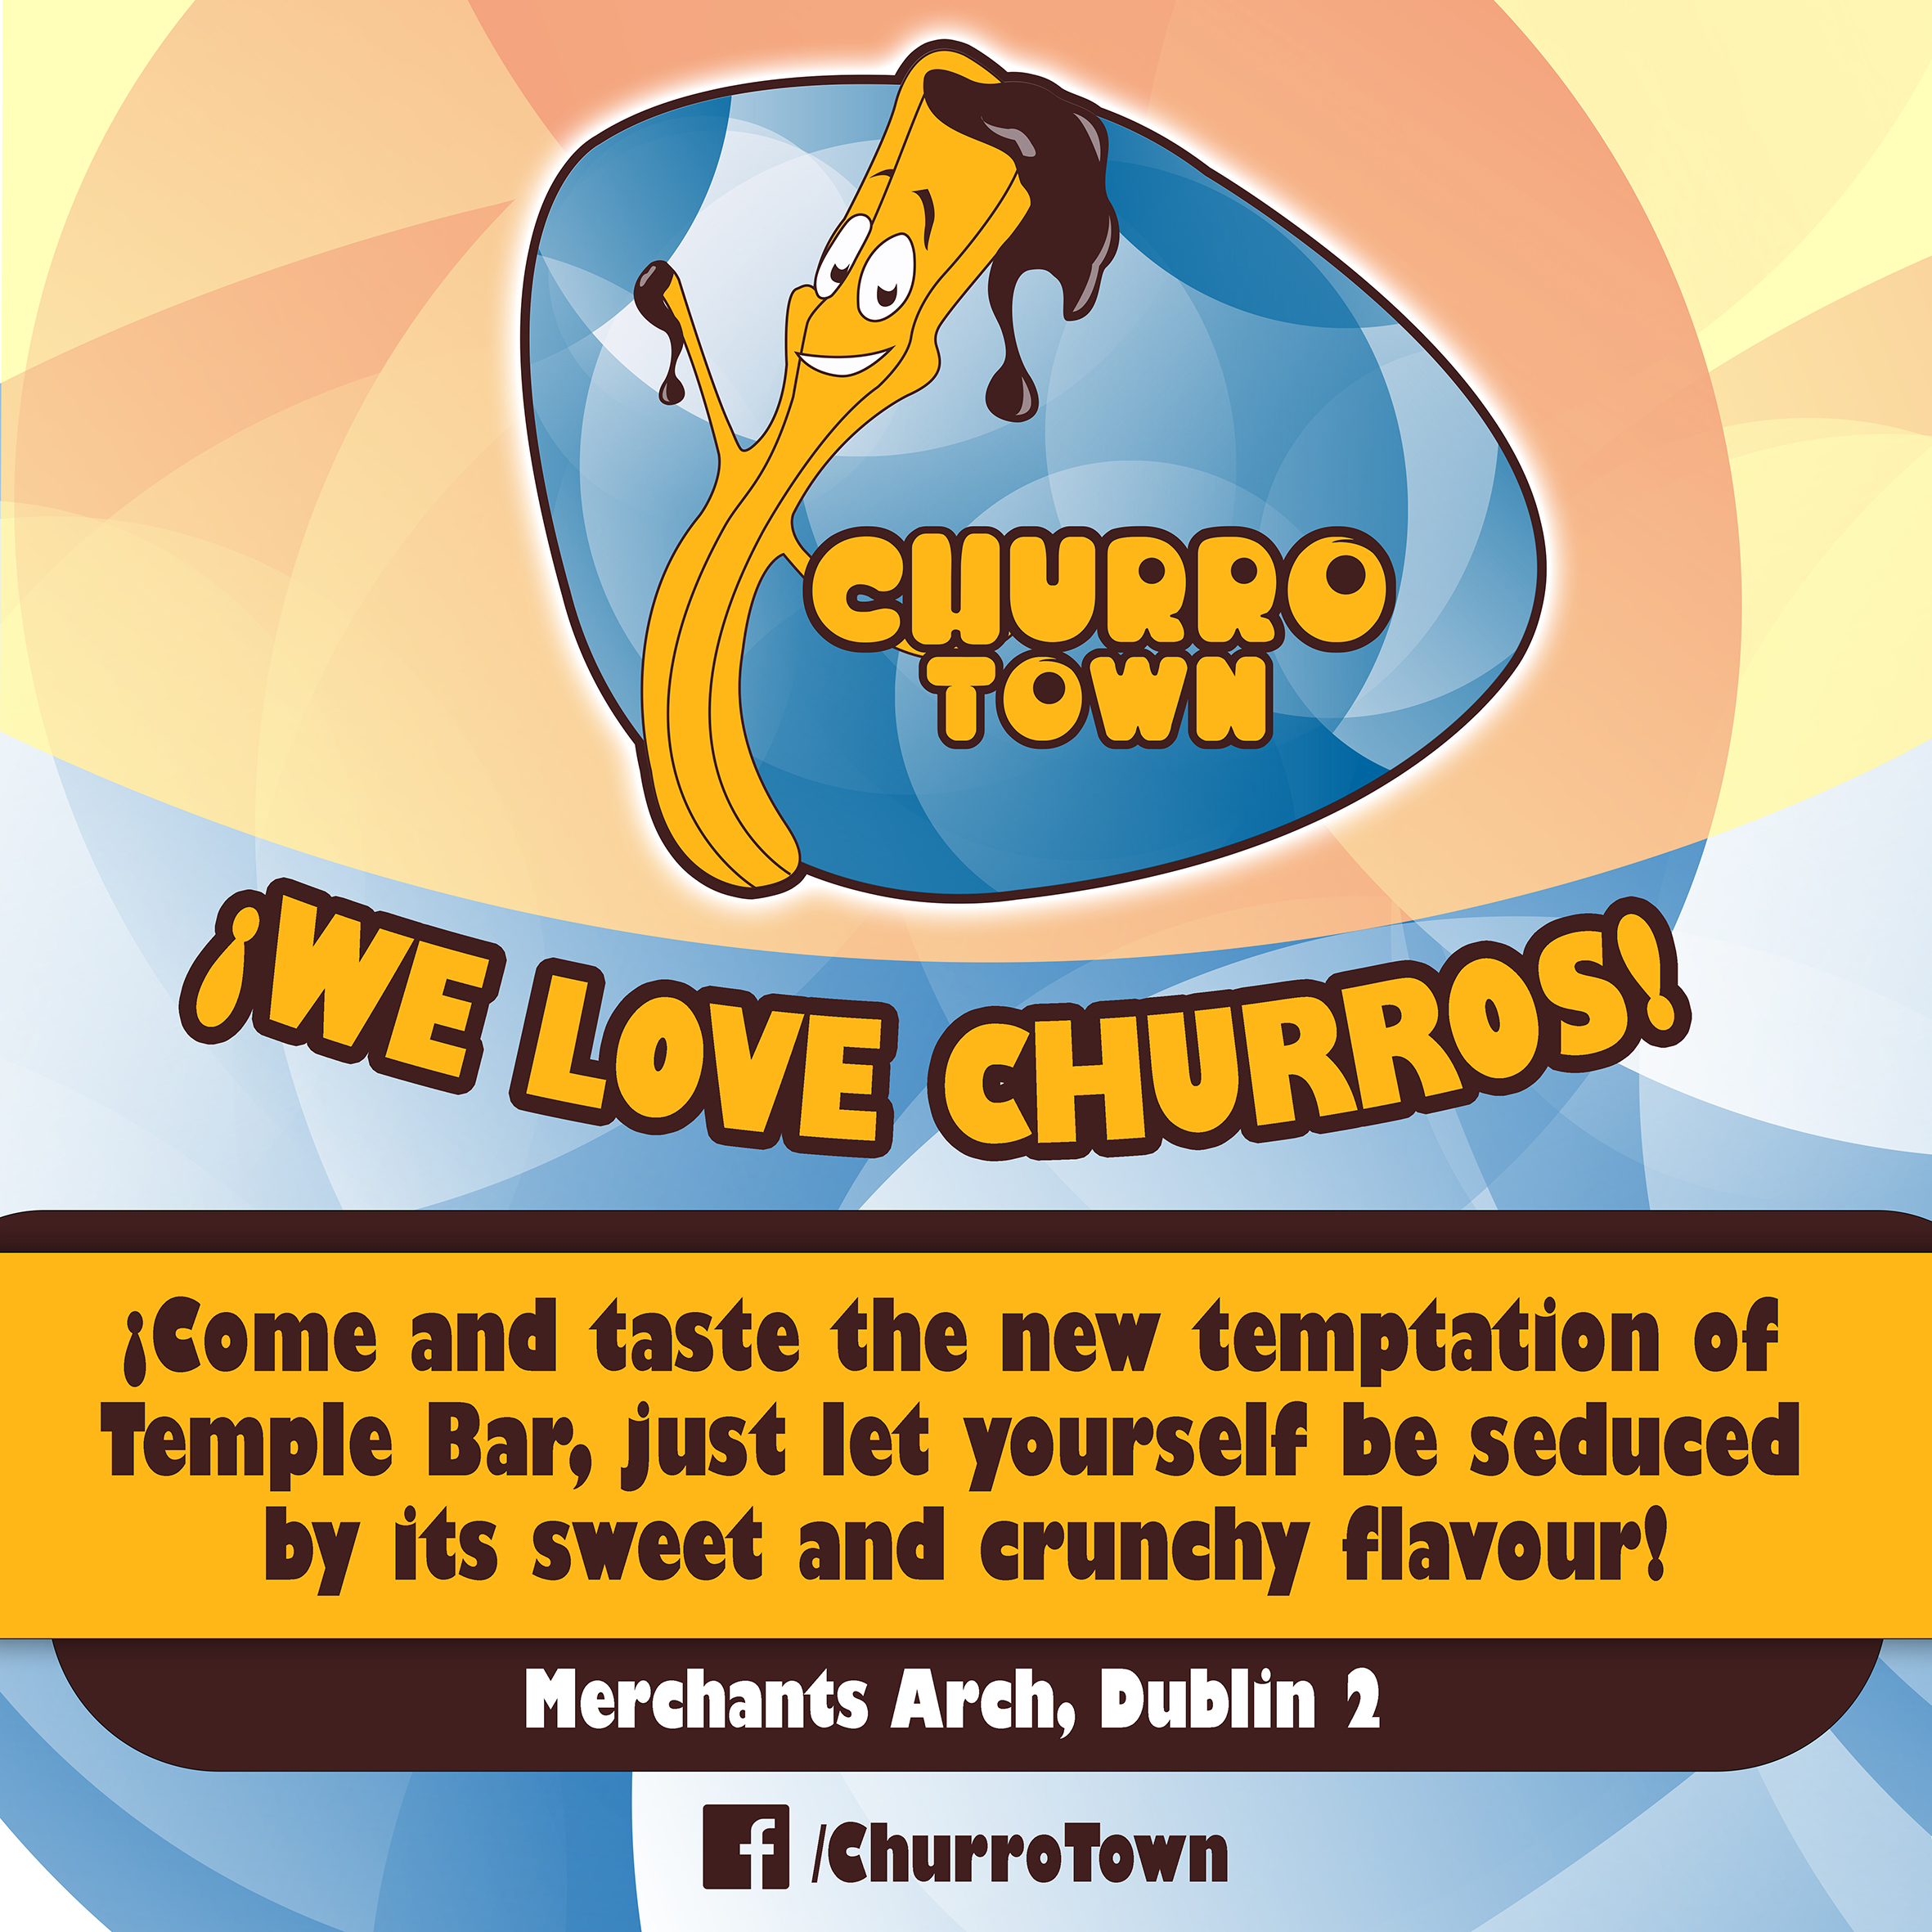 CHURRO
TOWN
¡WE LOVE CHURROS!
¡Come and taste the new temptation of
Temple Bar, just let yourself be seduced
by its sweet and crunchy flavour!
Merchants Arch, Dublin 2
f /ChurroTown